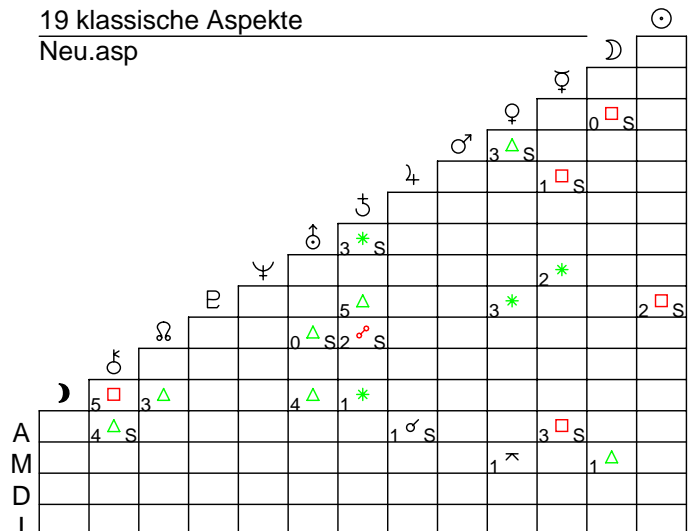 19 klassische Aspekte
☉
Neu.asp
☽
☿
♀ 0 □ S
♂ 3 △ S
♃ 1 □ S
♄
⛢ 3 ✱ S
♆ 2 ✱
♇ 5 △ 3 ✱ 2 □ S
☊ 0 △ S 2 ☍ S
⚷
☽ 5 □ 3 △ 4 △ 1 ✱
A 4 △ S 1 ☌ S 3 □ S
M 1 ⚻ 1 △
D